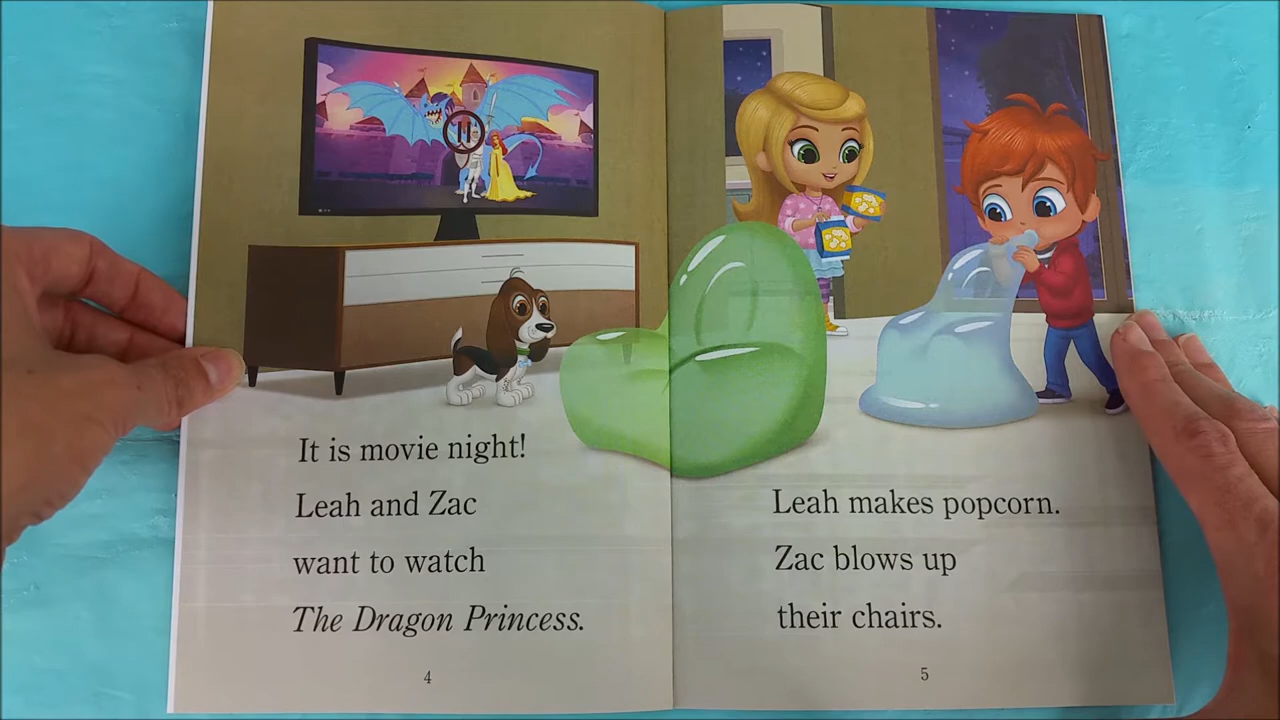 It is movie night!
Leah and Zac
want to watch
The Dragon Princess.
4
Leah makes popcorn.
Zac blows up
their chairs.
5